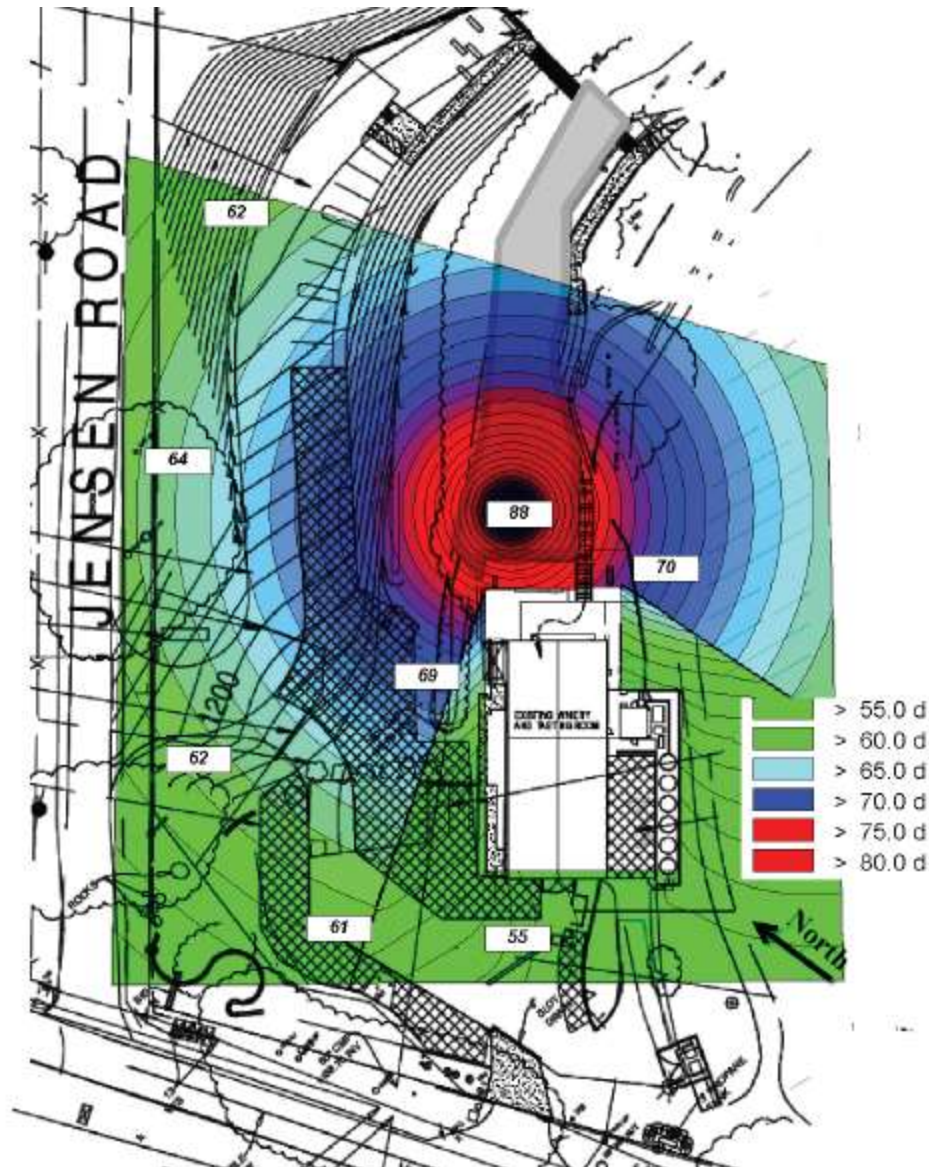 62
JENSEN ROAD
64
88
70
69
1200
EXISTING WINERY
AND TASTING ROOM
62
> 55.0 d
> 60.0 d
> 65.0 d
> 70.0 d
> 75.0 d
> 80.0 d
ROCKS
61
55
North